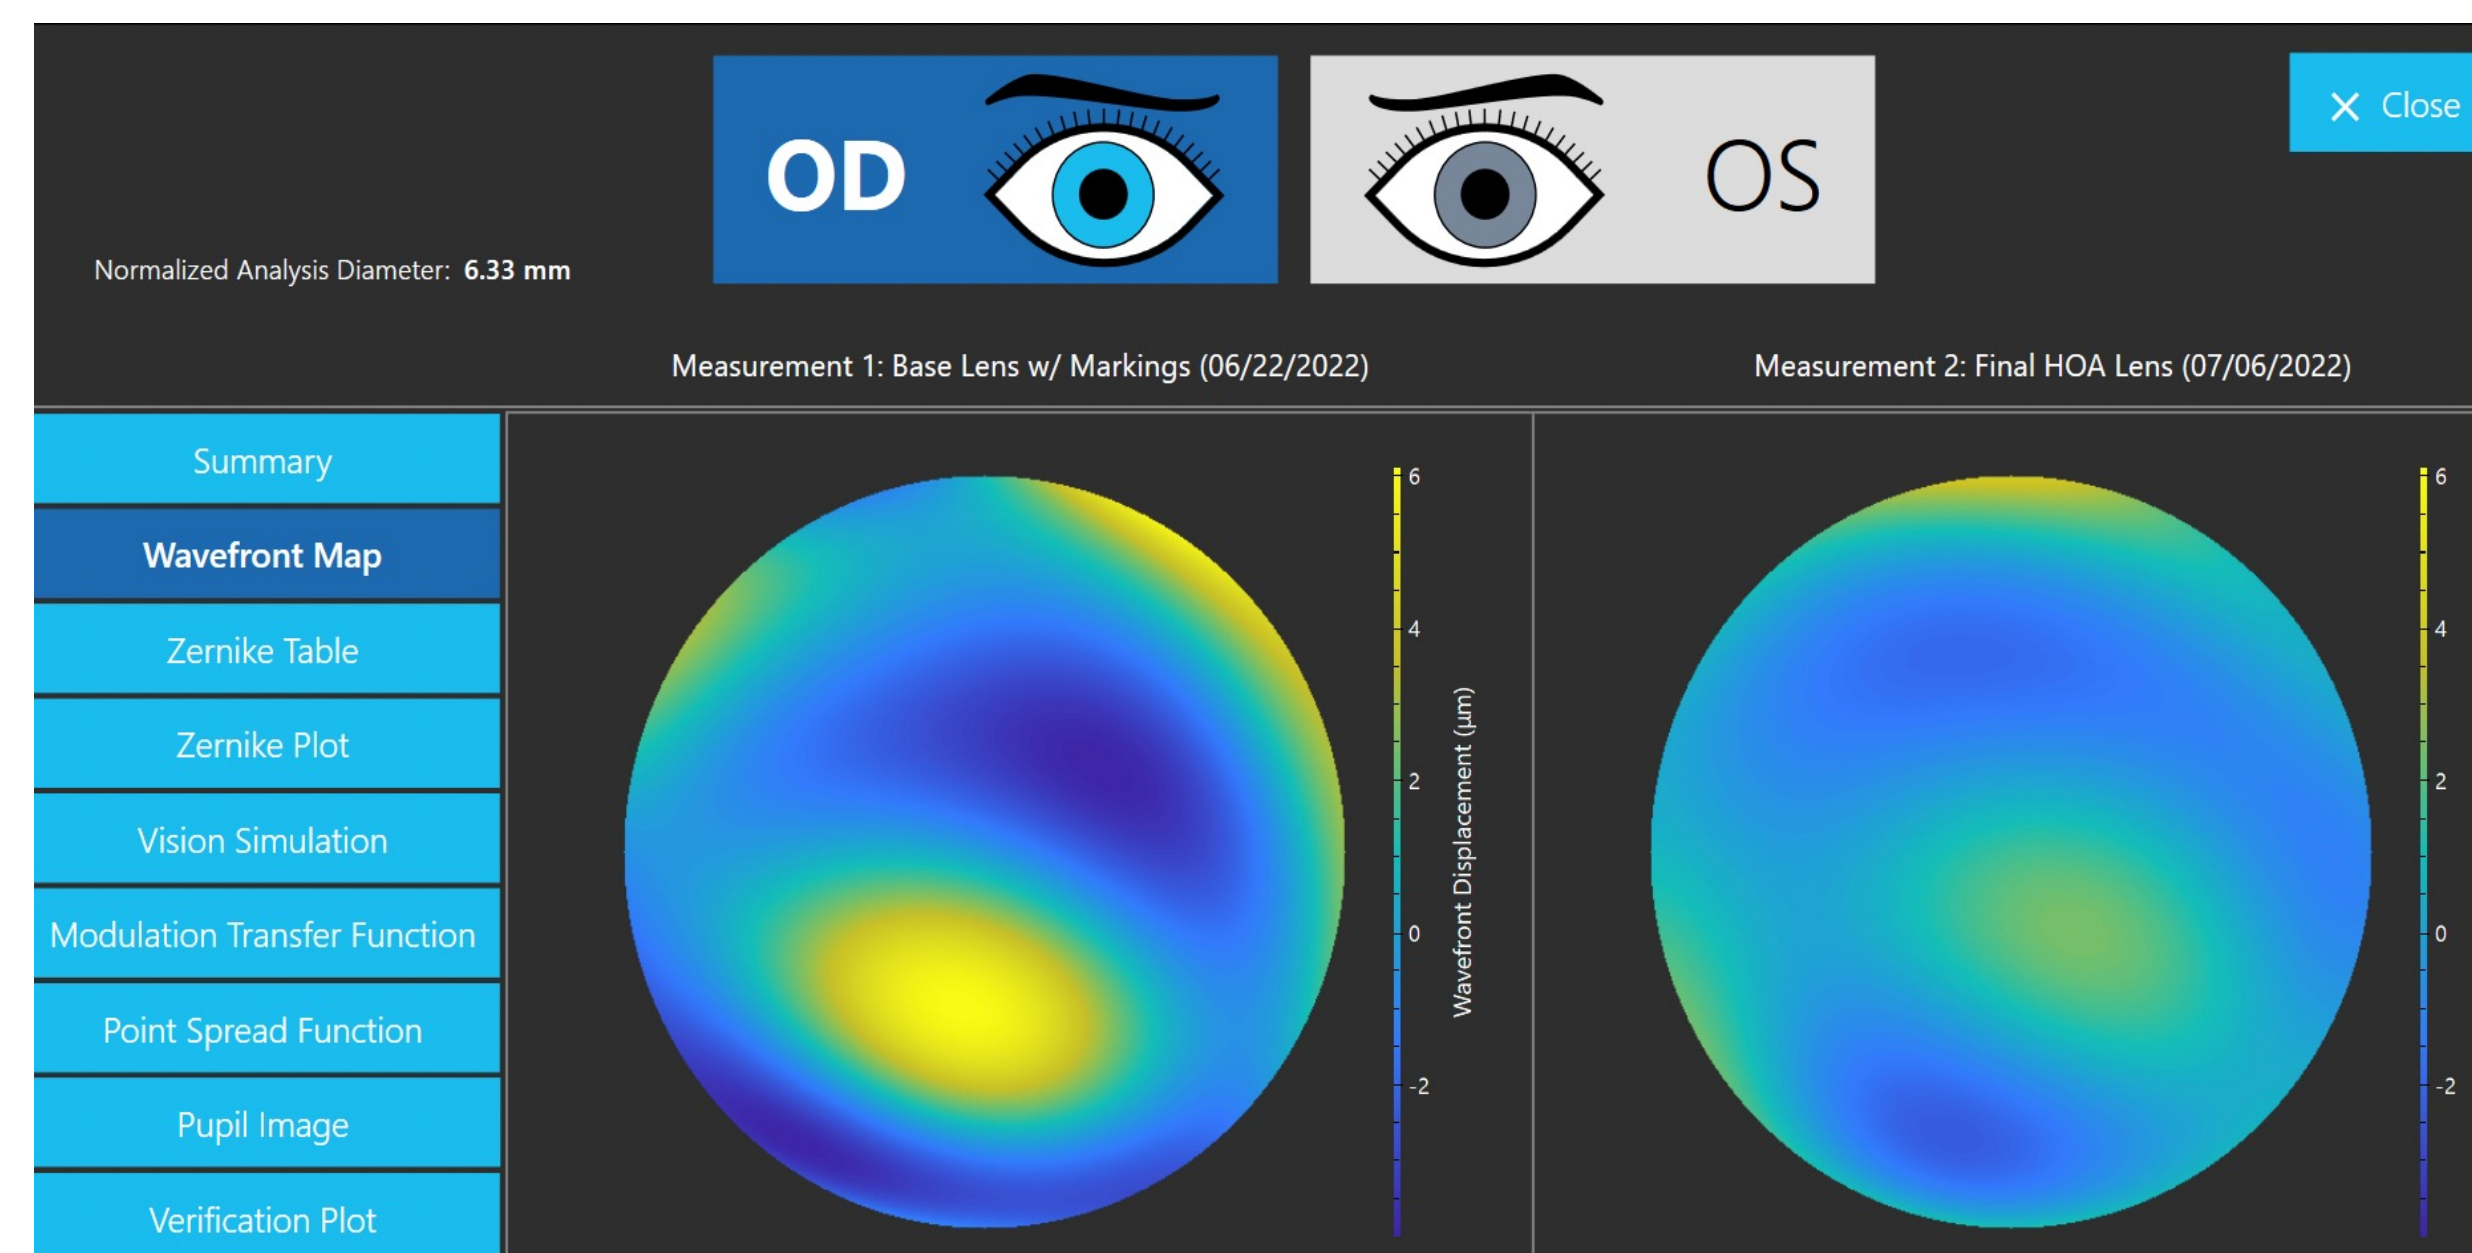 OD
OS
Close
Normalized Analysis Diameter: 6.33 mm
Measurement 1: Base Lens w/ Markings (06/22/2022)
Measurement 2: Final HOA Lens (07/06/2022)
Summary
Wavefront Map
Zernike Table
Zernike Plot
Vision Simulation
Modulation Transfer Function
Point Spread Function
Pupil Image
Verification Plot
6
4
2
0
-2
Wavefront Displacement (µm)
6
4
2
0
-2